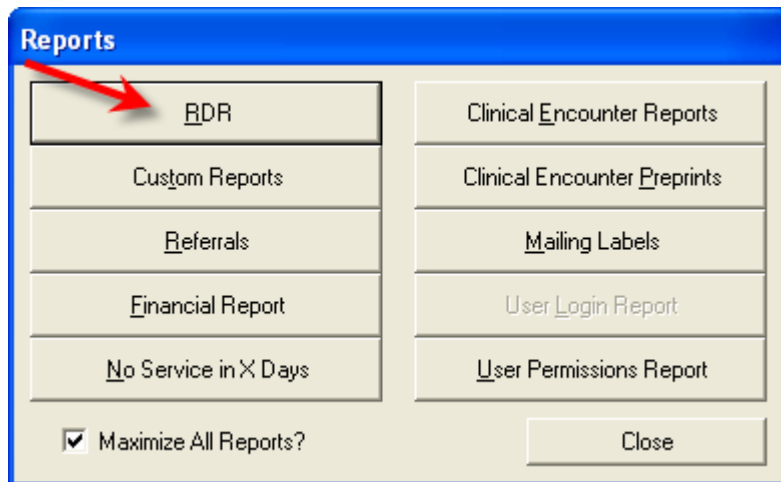 Reports
RDR
Clinical Encounter Reports
Custom Reports
Clinical Encounter Preprints
Referrals
Mailing Labels
Financial Report
User Login Report
No Service in X Days
User Permissions Report
Maximize All Reports?
Close